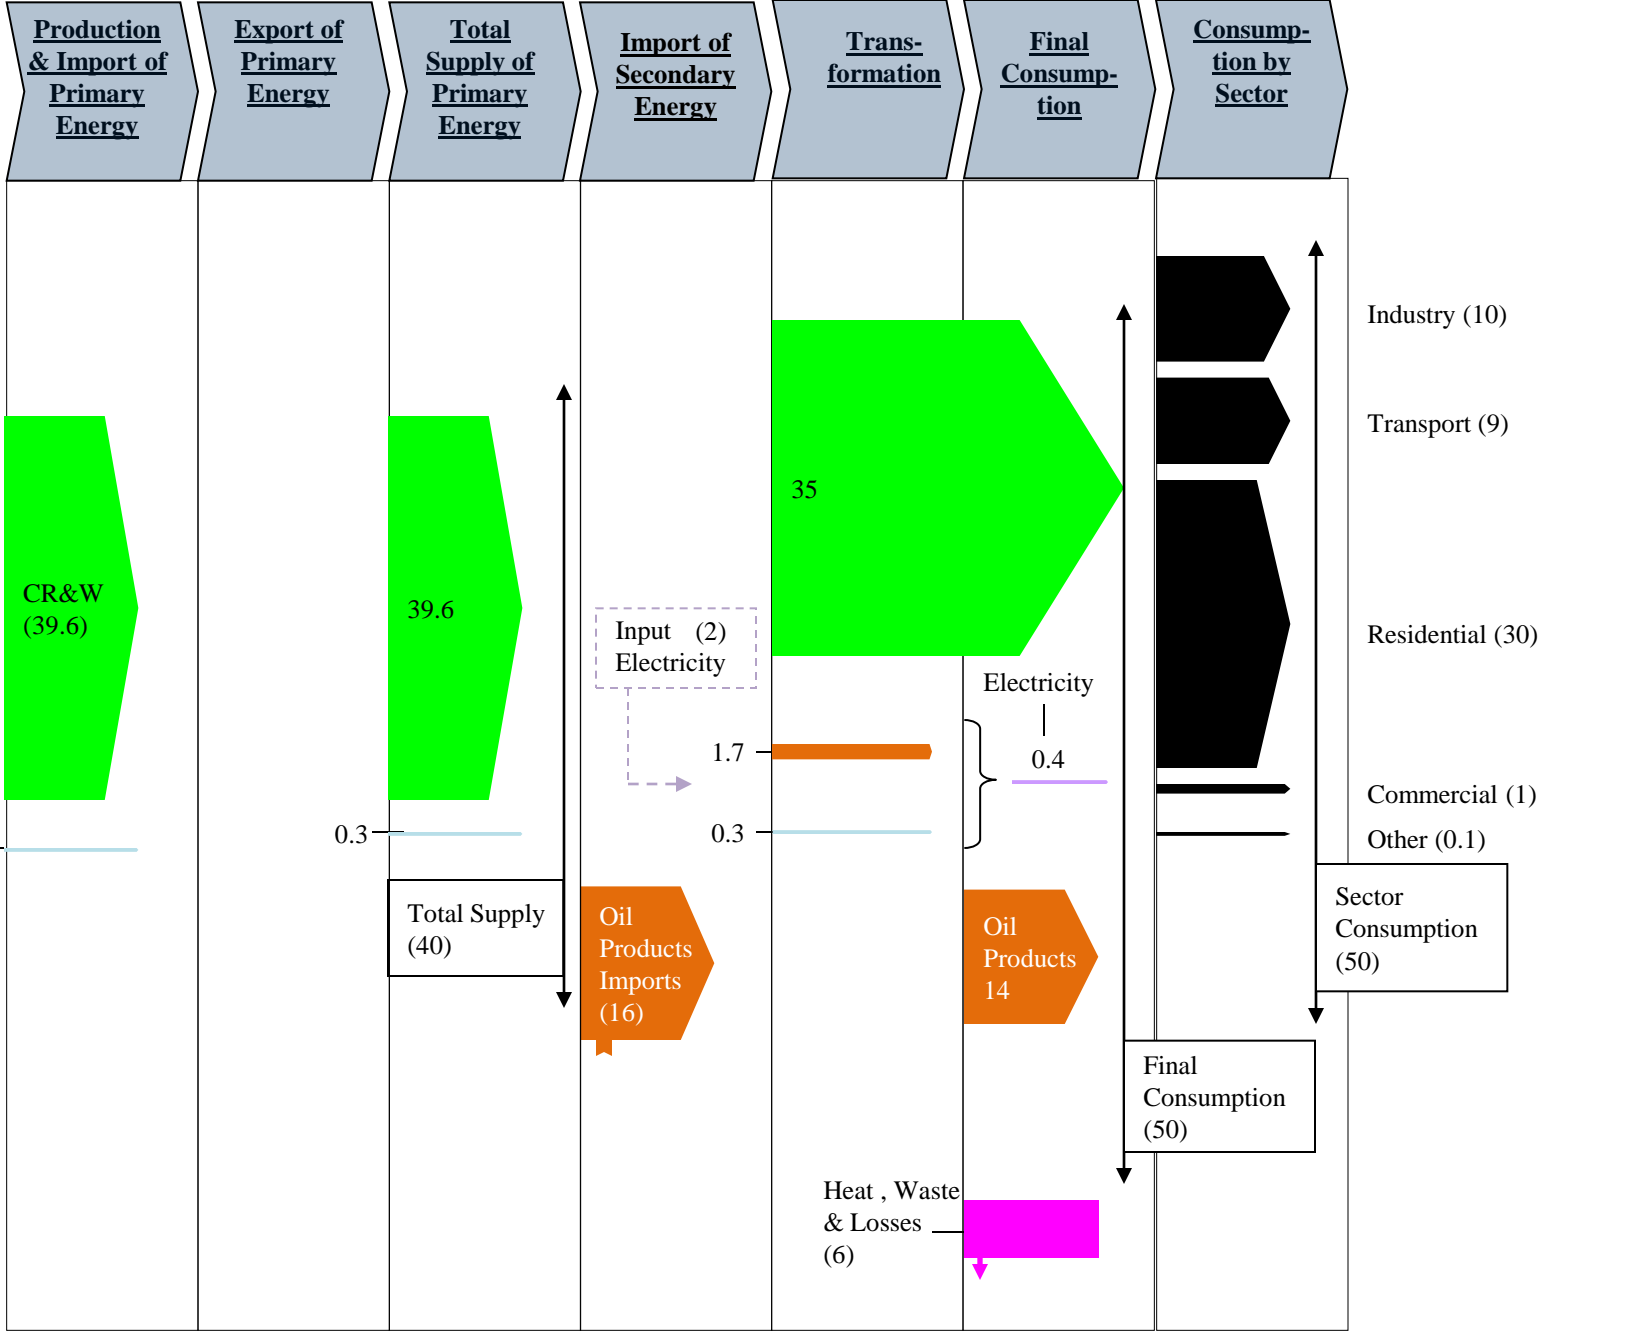 Production
& Import of
Primary
Energy
Export of
Primary
Energy
Total
Supply of
Primary
Energy
Import of
Secondary
Energy
Trans-
formation
Final
Consump-
tion
Consump-
tion by
Sector
CR&W
(39.6)
0.3
39.6
Total Supply
(40)
Input (2)
Electricity
1.7
0.3
Oil
Products
Imports
(16)
35
Electricity
0.4
Oil
Products
14
Heat , Waste
& Losses
(6)
Final
Consumption
(50)
Industry (10)
Transport (9)
Residential (30)
Commercial (1)
Other (0.1)
Sector
Consumption
(50)